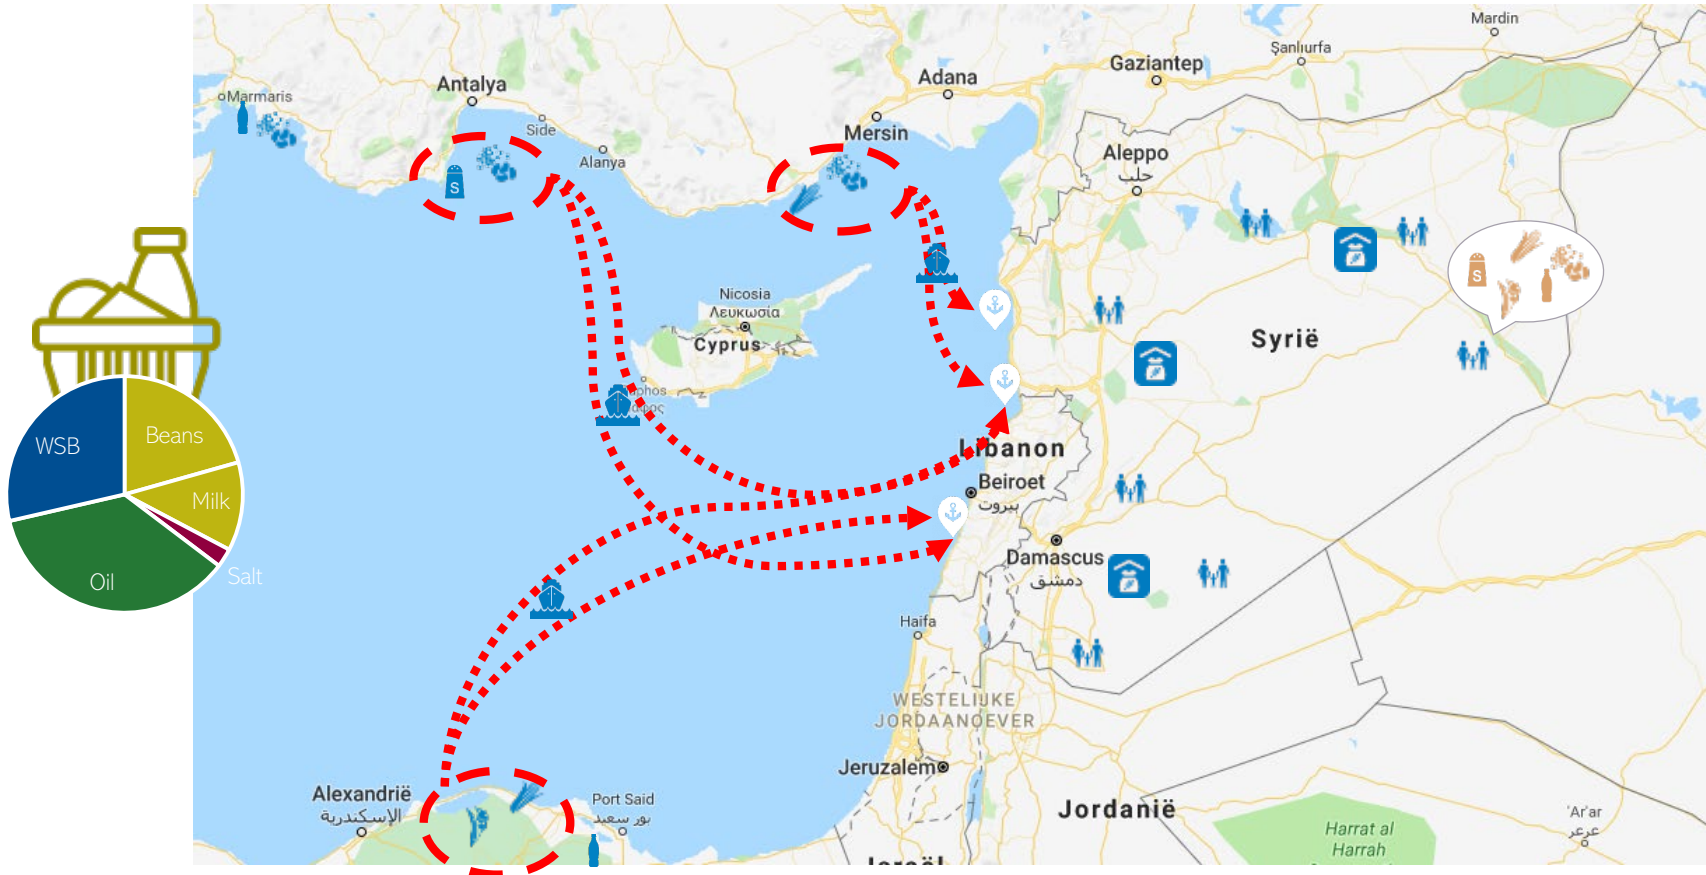 Mardin
Şanlıurfa
Gaziantep
Adana
Antalya
Marmaris
Side
Mersin
Alanya
Aleppo
حلب
S
S
Nicosia
Λευκωσία
Cyprus
Syrië
WSB
Beans
Milk
Oil
Salt
Libanon
Beiroet
بيروت
Damascus
دمشق
Haifa
WESTELIJKE
JORDAANOEVER
Jeruzalem
Alexandrië
الإسكندرية
Port Said
بور سعيد
Jordanië
'Ar'ar
عرعر
Harrat al
Harrah